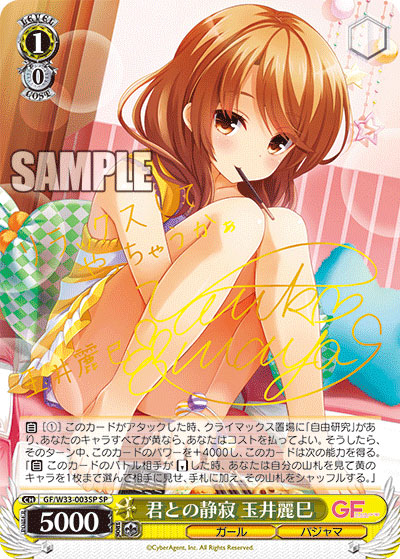 LEVEL
1
0
COST
SAMPLE
玉井麗巳
【自】 [①] このカードがアタックした時、クライマックス置場に「自由研究」があり、あなたのキャラすべてが黄なら、あなたはコストを払ってよい。そうしたら、
そのターン中、このカードのパワーを+4000し、このカードは次の能力を得る。
『【自】 このカードのバトル相手が【リバース】した時、あなたは自分の山札を見て黄のキャラを1枚まで選んで相手に見せ、手札に加え、その山札をシャッフルする。』
CH
GF/W33-003SP SP
君との静寂 玉井麗巳
GF
5000
ガール
パジャマ
©CyberAgent, Inc. All Rights Reserved.